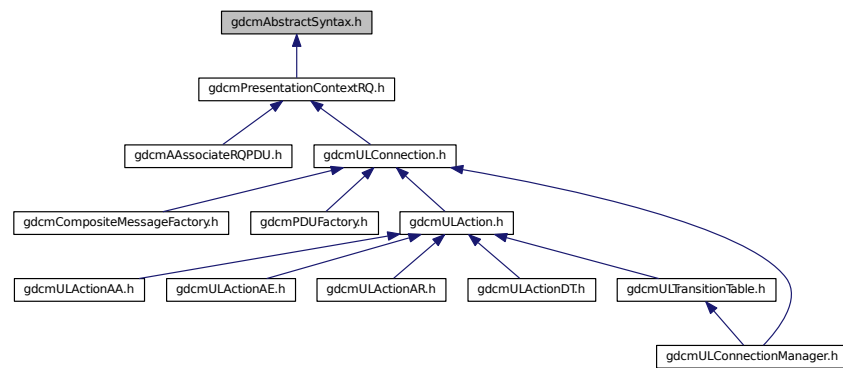 gdcmAbstractSyntax.h
gdcmPresentationContextRQ.h
gdcmAAssociateRQPDU.h
gdcmULConnection.h
gdcmCompositeMessageFactory.h
gdcmPDUFactory.h
gdcmULAction.h
gdcmULActionAA.h
gdcmULActionAE.h
gdcmULActionAR.h
gdcmULActionDT.h
gdcmULTransitionTable.h
gdcmULConnectionManager.h